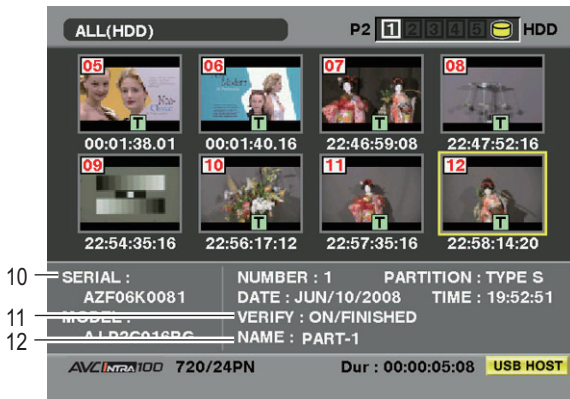 ALL(HDD) P2 1 2 3 4 5 HDD
05 06 07 08
T T T T
00:01:38.01 00:01:40.16 22:46:59:08 22:47:52:16
09 10 11 12
T T T
22:54:35:16 22:56:17:12 22:57:35:16 22:58:14:20
10 SERIAL : NUMBER : 1 PARTITION : TYPE S
AZF06K0081 DATE : JUN/10/2008 TIME : 19:52:51
11 MODEL : VERIFY : ON/FINISHED
12 NAME : PART-1
AVC INTRA 100 720/24PN Dur : 00:00:05:08 USB HOST